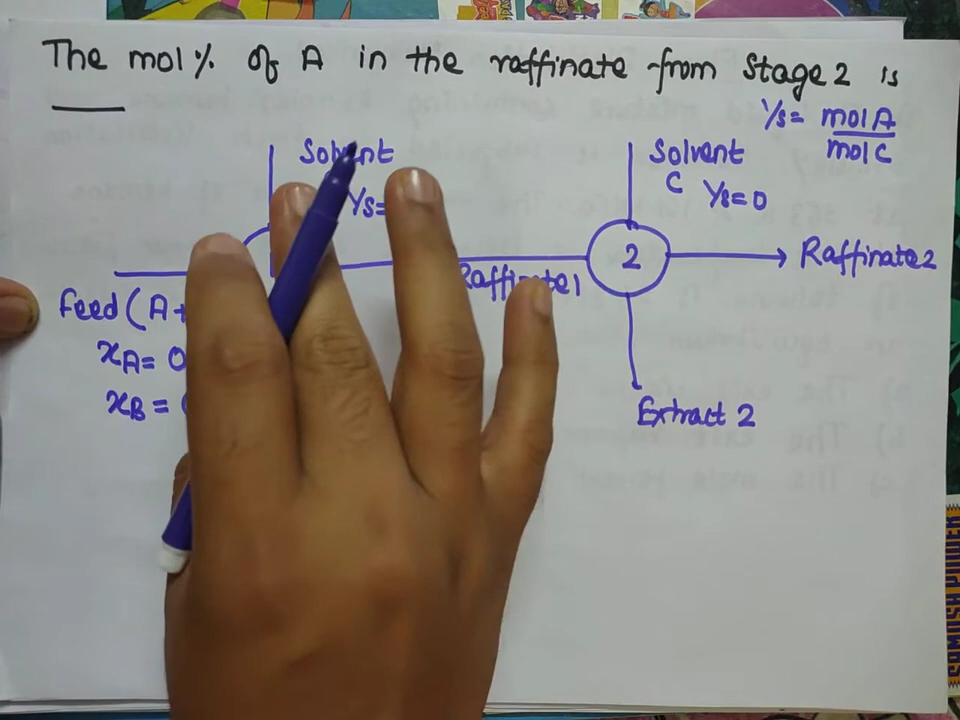 The mol% of A in the raffinate from Stage 2 is
Ys = mol A
mol C
Solvent
Ys=
Solvent
C Ys=0
2
Raffinate 1
Raffinate 2
Feed (A+
xA= 0
xB =
Extract 2